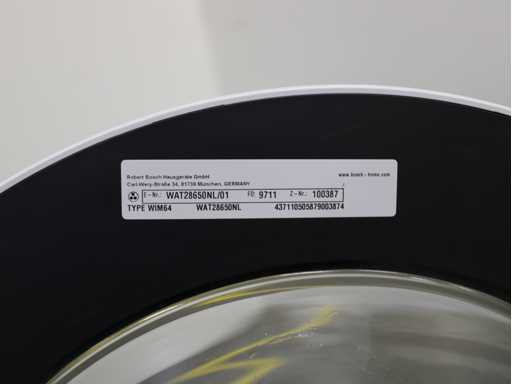 Robert Bosch Hausgeräte GmbH www.bosch-home.com
Carl-Wery-Straße 34, 81739 München, GERMANY
E-Nr.: WAT28650NL/01 FD: 9711 Z-Nr.: 100387
TYPE WIM64 WAT28650NL 437110505879003874